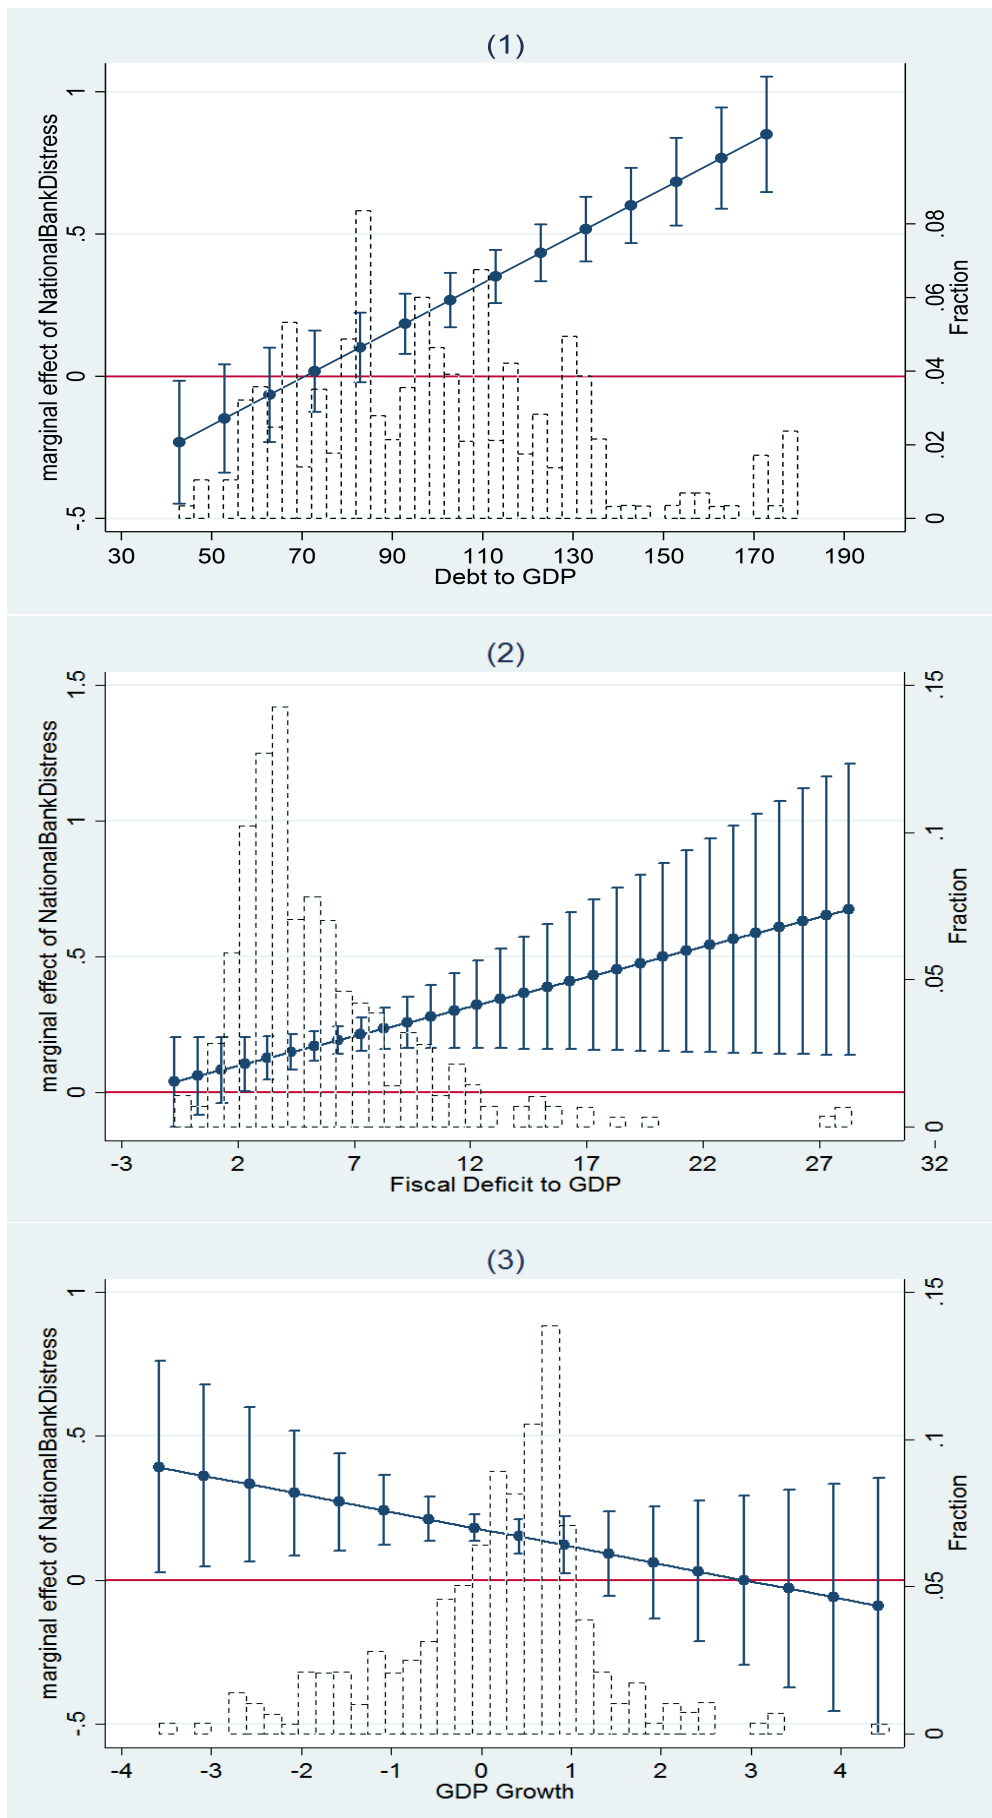 (1)
marginal effect of NationalBankDistress
1
.5
0
-.5
.08
.06
.04
.02
0
Fraction
30 50 70 90 110 130 150 170 190
Debt to GDP
(2)
marginal effect of NationalBankDistress
1.5
1
.5
0
.15
.1
.05
0
Fraction
-3 2 7 12 17 22 27 32
Fiscal Deficit to GDP
(3)
marginal effect of NationalBankDistress
1
.5
0
-.5
.15
.1
.05
0
Fraction
-4 -3 -2 -1 0 1 2 3 4
GDP Growth